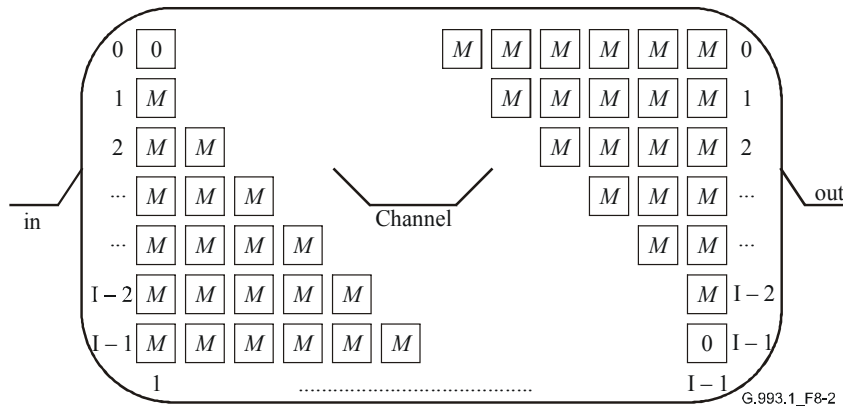 0 0 M M M M M M 0
1 M M M M M M 1
2 M M M M M M 2
... M M M M M M ...
in Channel out
... M M M M M M ...
I – 2 M M M M M M I – 2
I – 1 M M M M M M 0 I – 1
1 ...................................... I – 1
G.993.1_F8-2